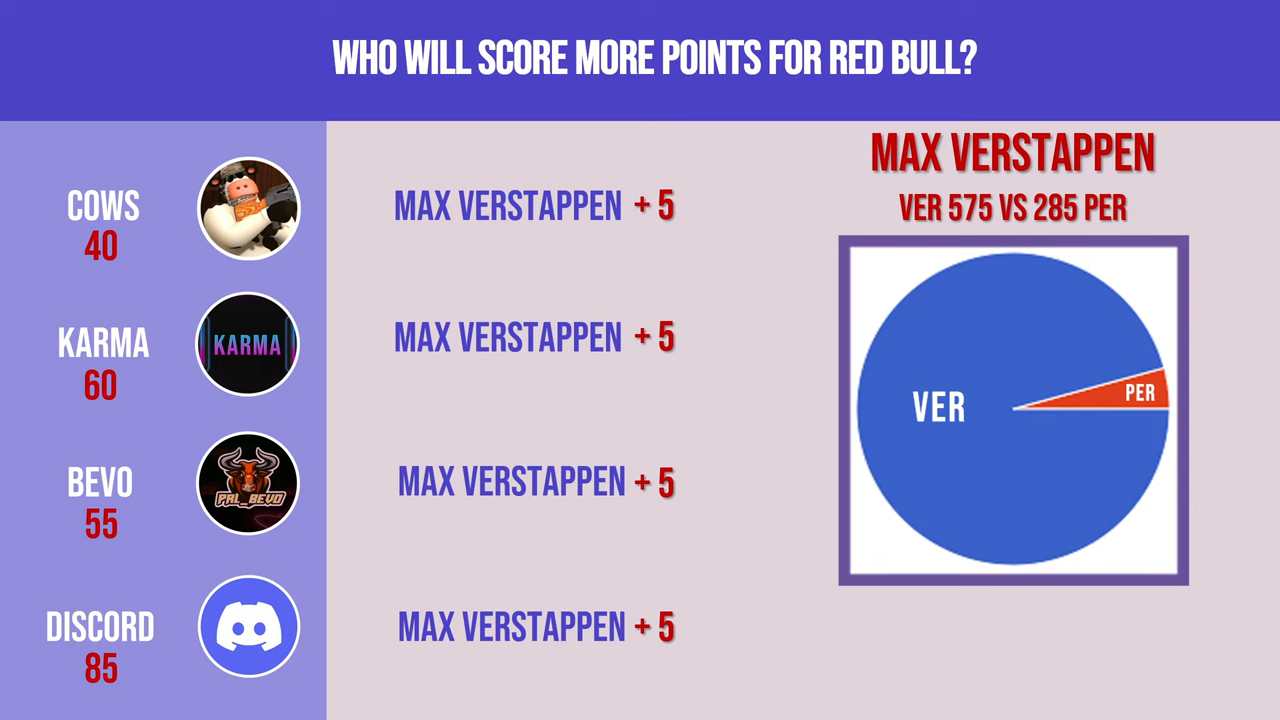 WHO WILL SCORE MORE POINTS FOR RED BULL?
COWS
40
MAX VERSTAPPEN + 5
KARMA
60
KARMA
MAX VERSTAPPEN + 5
BEVO
55
PRL_BEVO
MAX VERSTAPPEN + 5
DISCORD
85
MAX VERSTAPPEN + 5
MAX VERSTAPPEN
VER 575 VS 285 PER
VER
PER